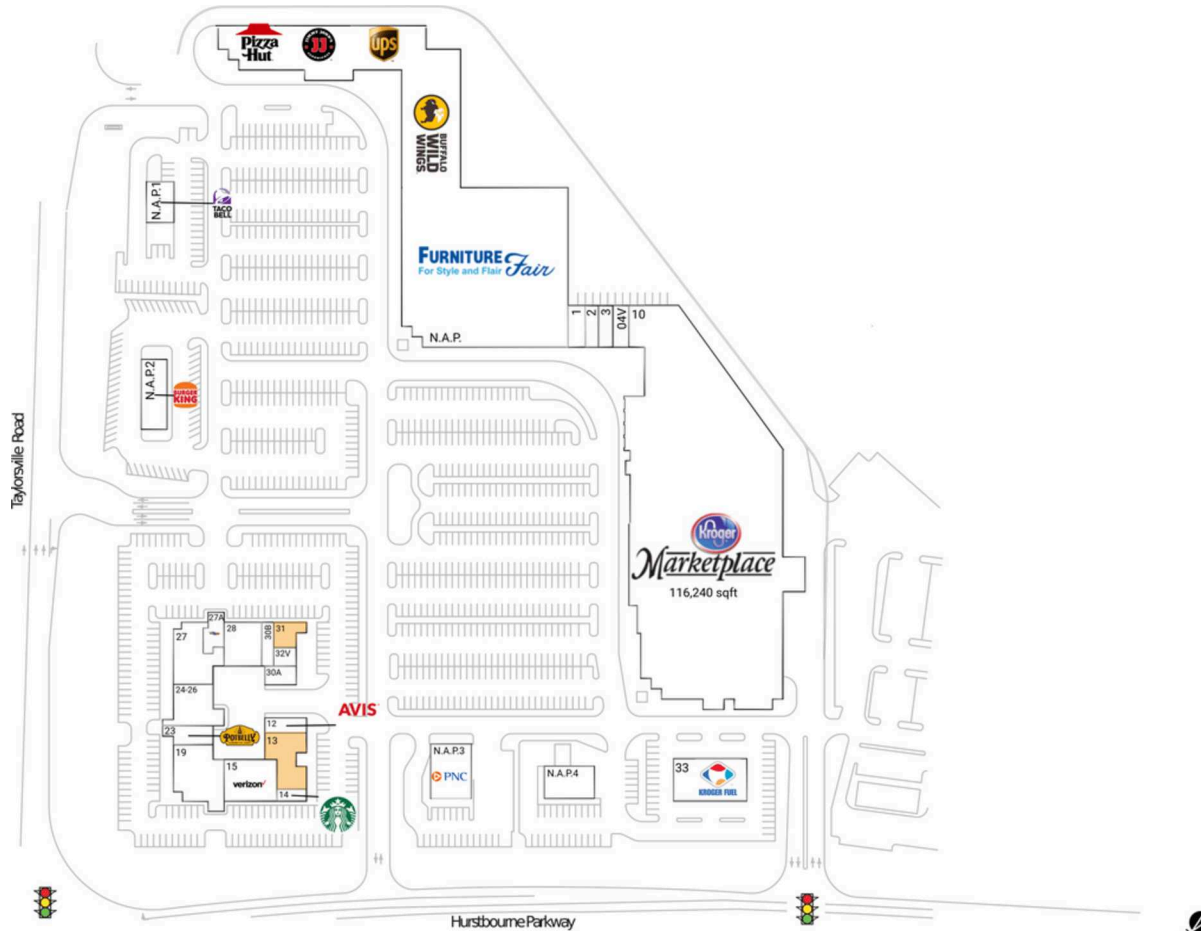 Pizza
Hut
JIMMY JOHN'S
ups
BUFFALO
WILD
WINGS
N.A.P.1
TACO
BELL
FURNITURE Fair
For Style and Flair
1
2
3
04V
10
N.A.P.
N.A.P.2
BURGER
KING
Taylorsville Road
Kroger
Marketplace
116,240 sqft
27A
27
28
30B
31
32V
30A
24-26
AVIS
12
23
POTBELLY
13
19
15
verizon
14
N.A.P.3
PNC
N.A.P.4
33
KROGER FUEL
Hurstbourne Parkway